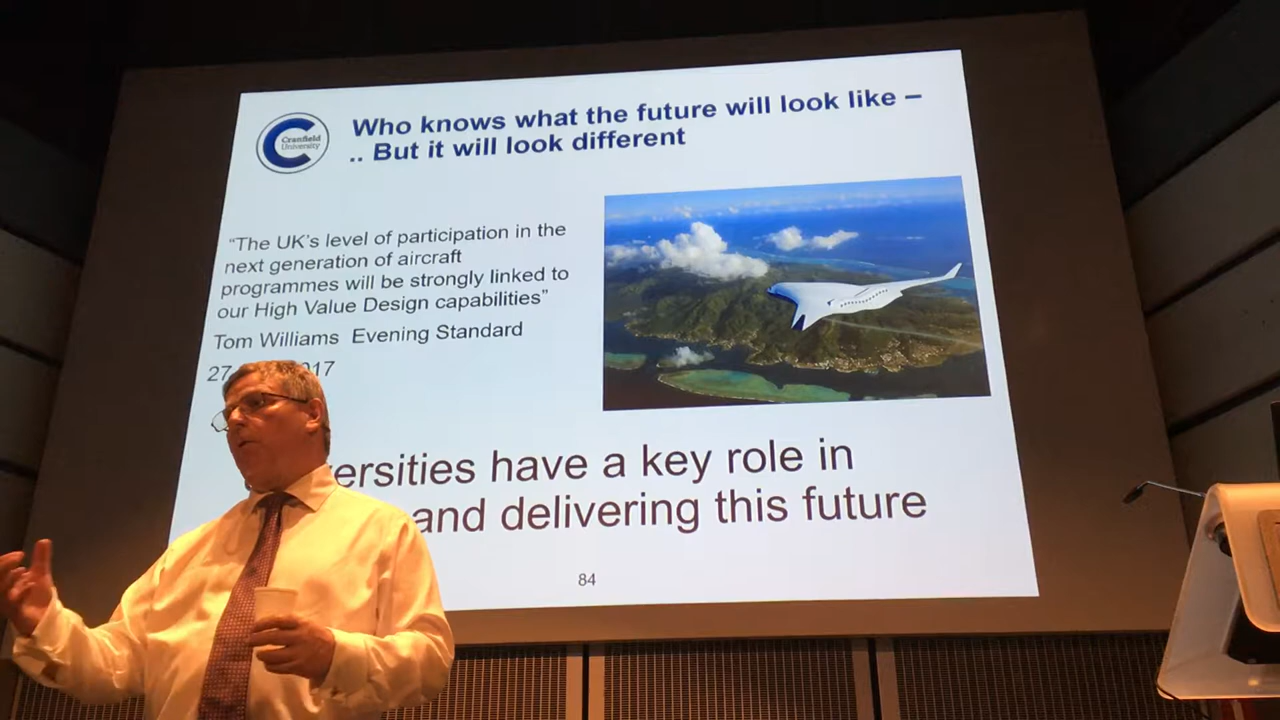 Cranfield
University
Who knows what the future will look like –
.. But it will look different
“The UK’s level of participation in the
next generation of aircraft
programmes will be strongly linked to
our High Value Design capabilities”
Tom Williams Evening Standard
27
have a key role in
and delivering this future
84